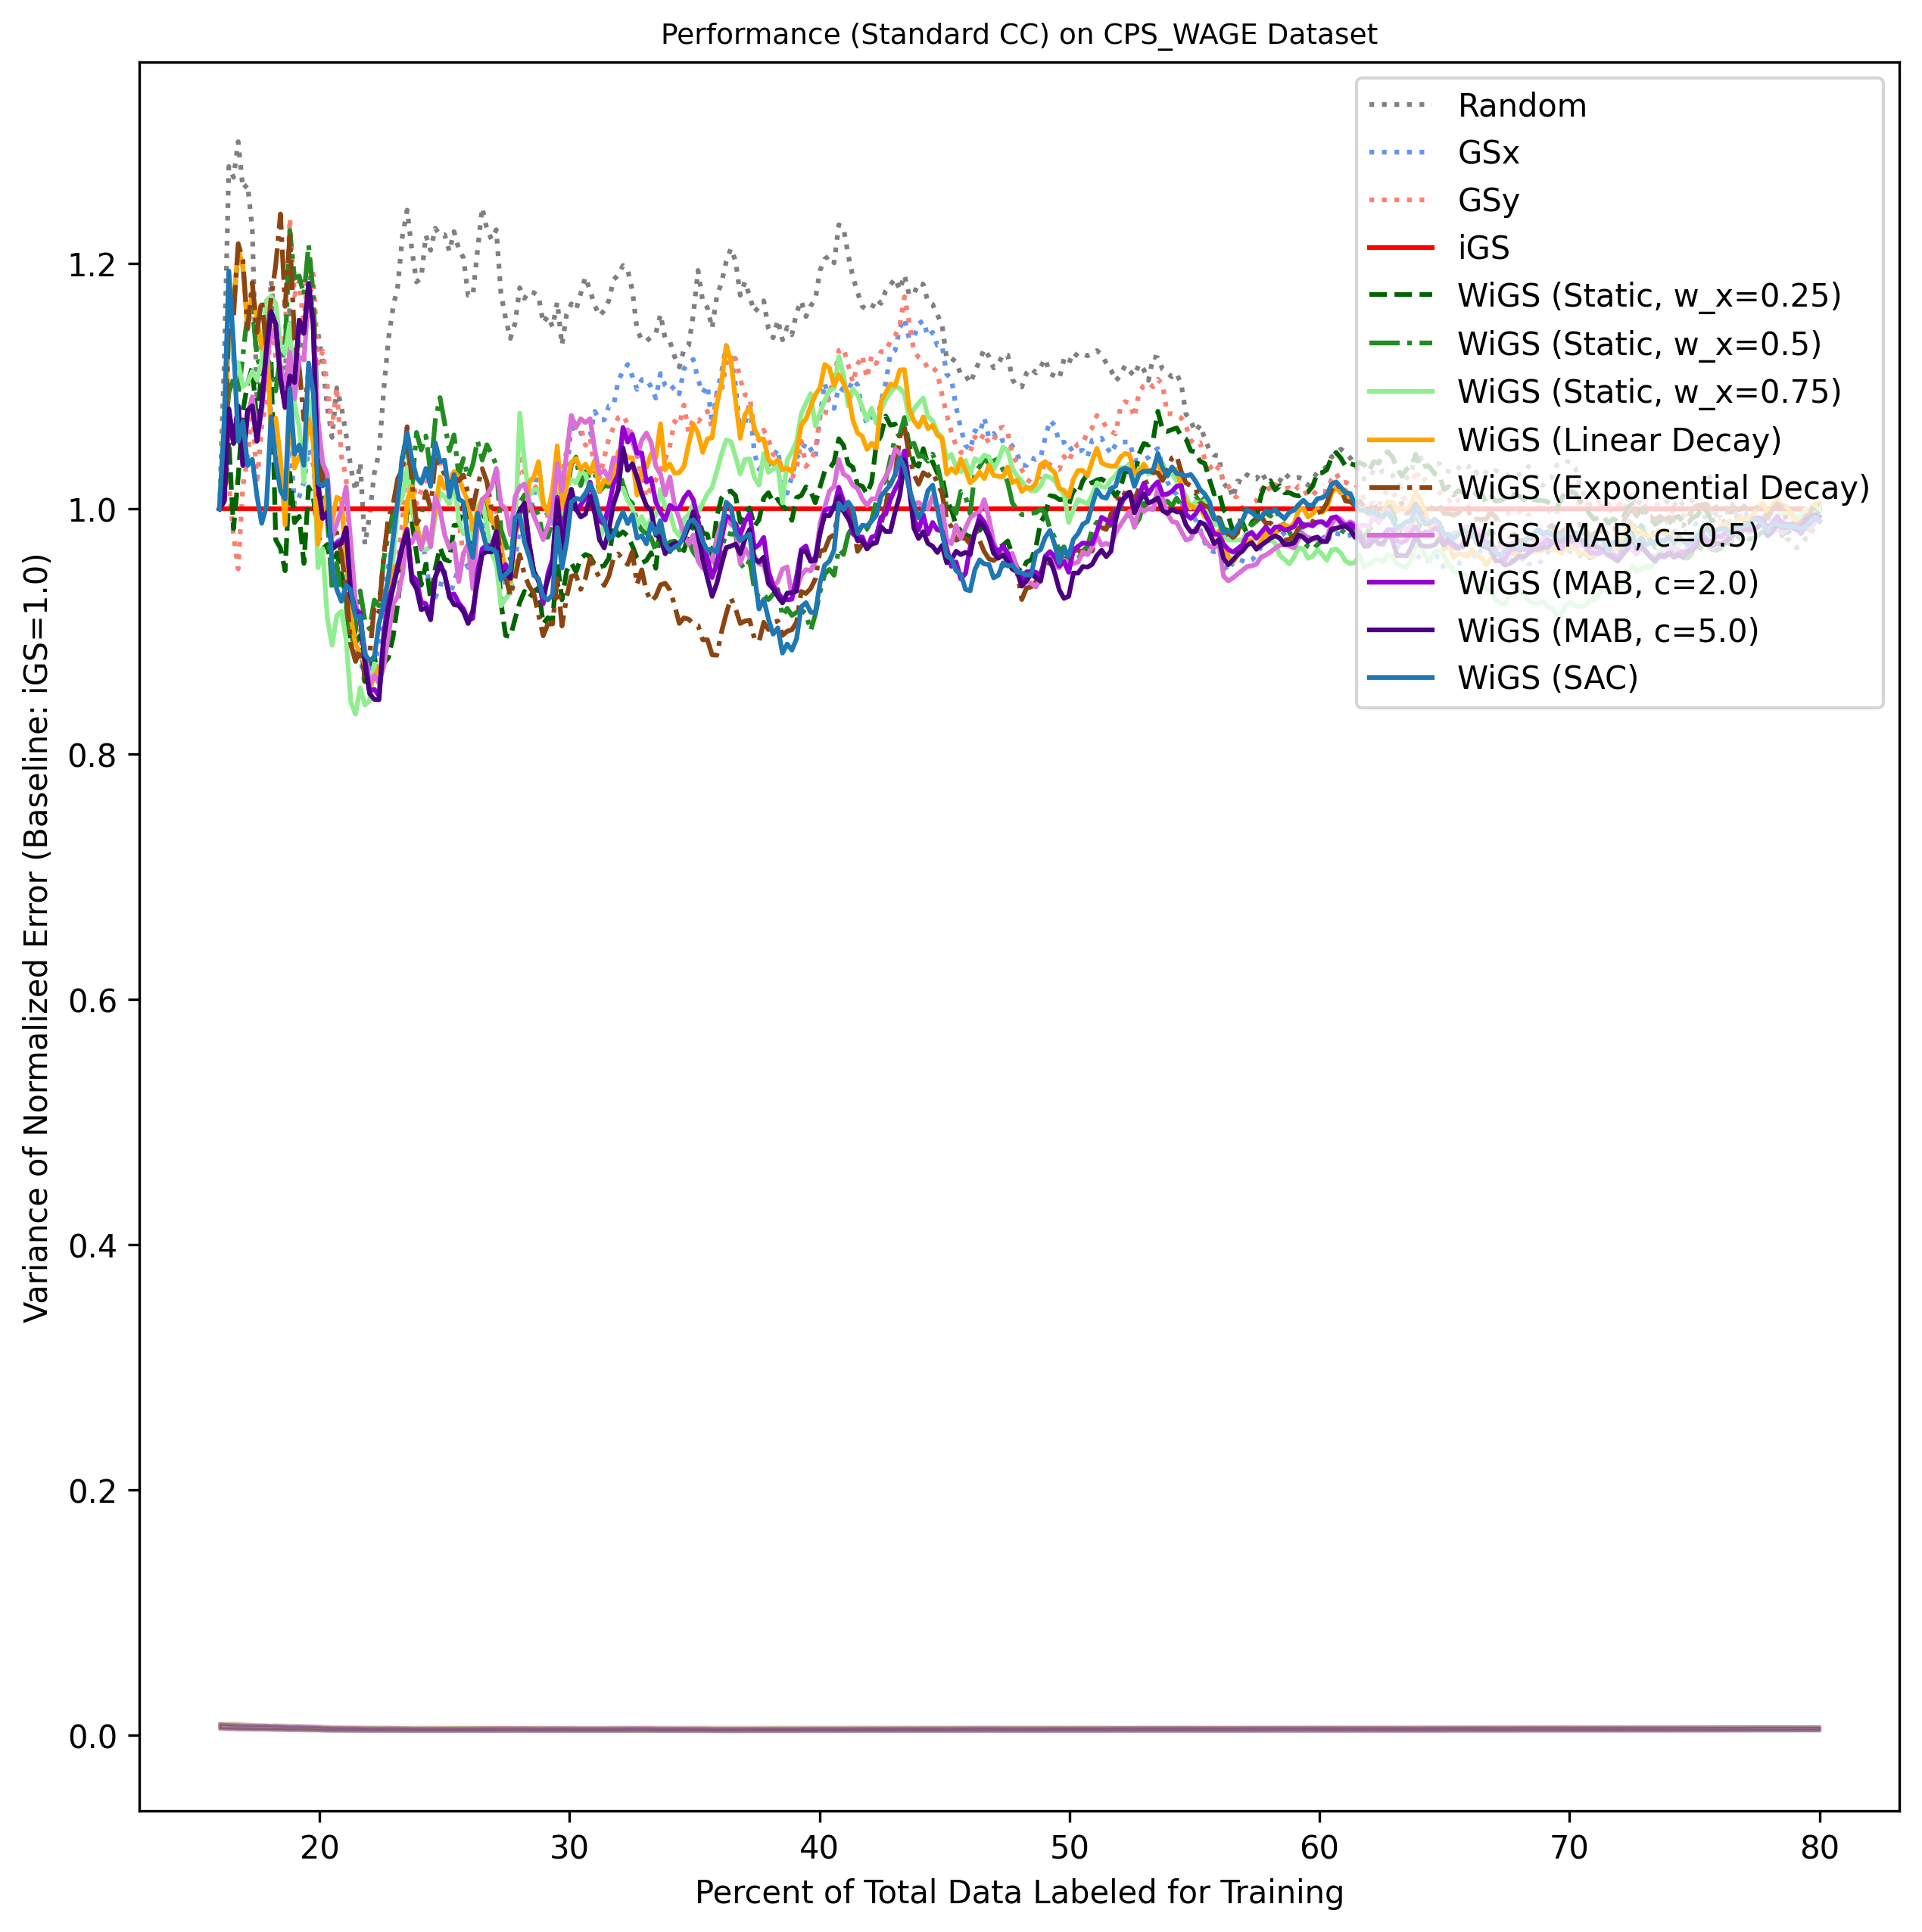 Performance (Standard CC) on CPS_WAGE Dataset
Variance of Normalized Error (Baseline: iGS=1.0)
1.2
1.0
0.8
0.6
0.4
0.2
0.0
Random
GSx
GSy
iGS
WiGS (Static, w_x=0.25)
WiGS (Static, w_x=0.5)
WiGS (Static, w_x=0.75)
WiGS (Linear Decay)
WiGS (Exponential Decay)
WiGS (MAB, c=0.5)
WiGS (MAB, c=2.0)
WiGS (MAB, c=5.0)
WiGS (SAC)
20 30 40 50 60 70 80
Percent of Total Data Labeled for Training